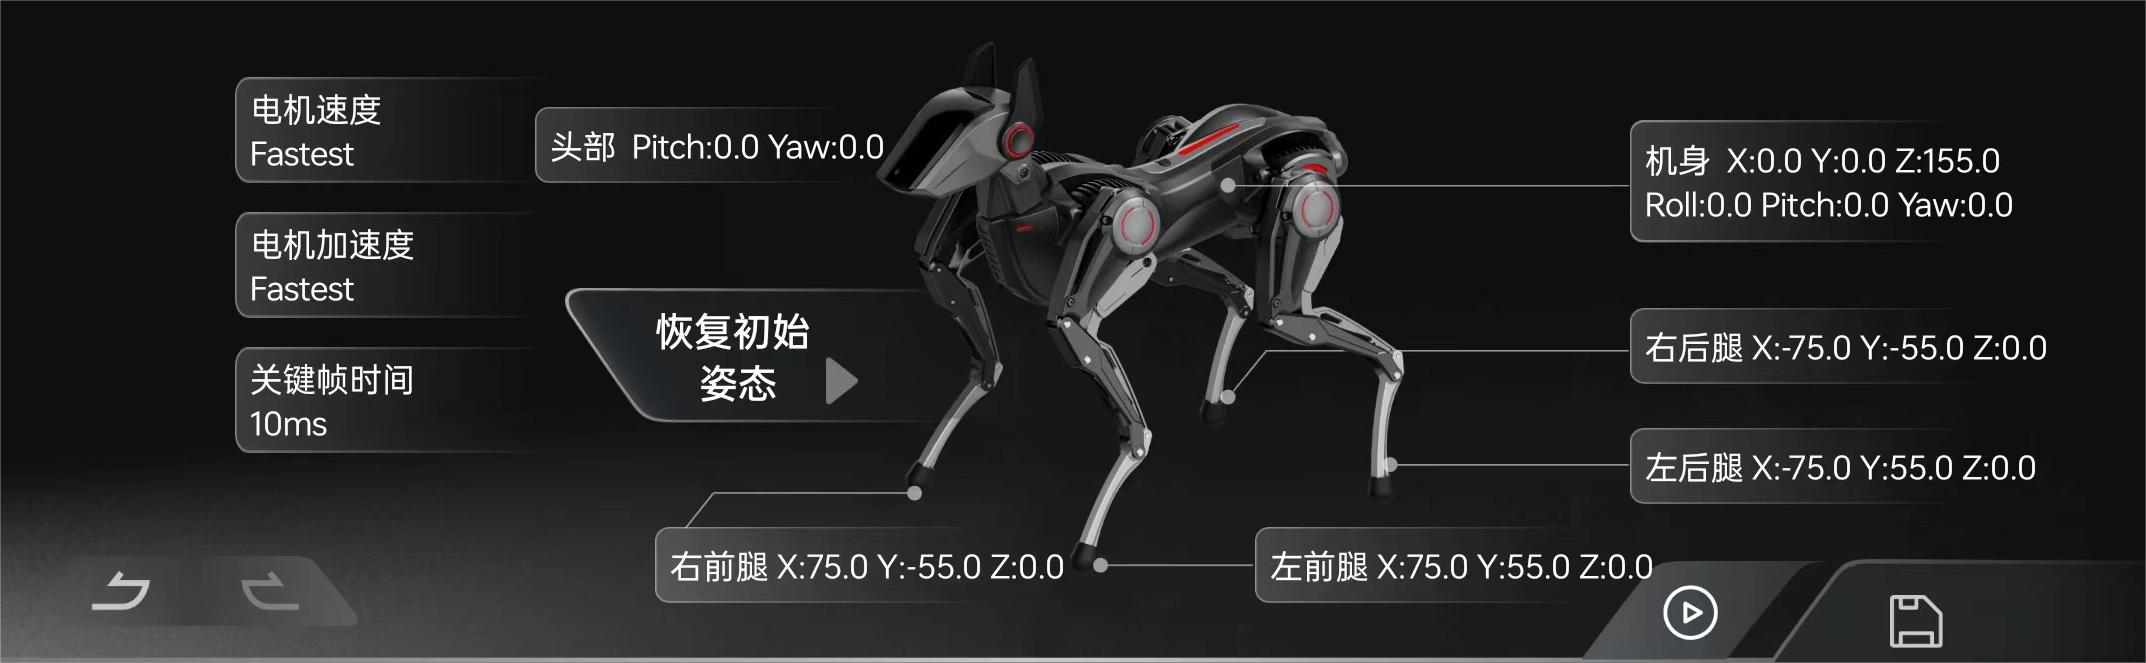 电机速度
Fastest
头部 Pitch:0.0 Yaw:0.0
机身 X:0.0 Y:0.0 Z:155.0
Roll:0.0 Pitch:0.0 Yaw:0.0
电机加速度
Fastest
恢复初始
姿态
右后腿 X:-75.0 Y:-55.0 Z:0.0
关键帧时间
10ms
左后腿 X:-75.0 Y:55.0 Z:0.0
右前腿 X:75.0 Y:-55.0 Z:0.0
左前腿 X:75.0 Y:55.0 Z:0.0